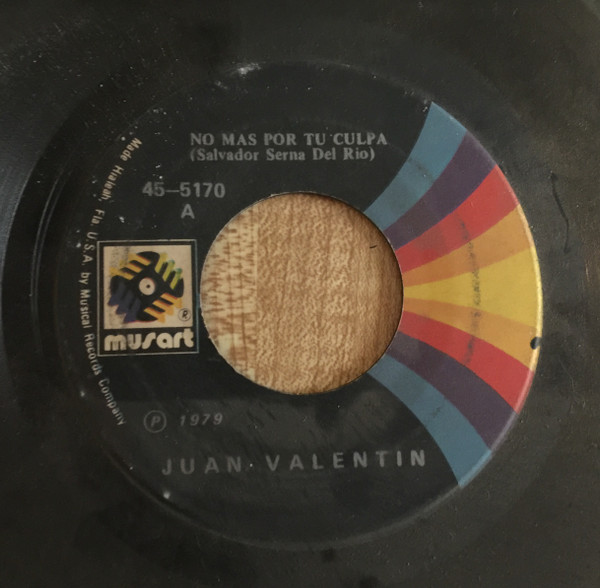 NO MAS POR TU CULPA
(Salvador Serna Del Rio)
45-5170
A
Made Hialeah, Fla. U.S.A. by Musical Records Company
®
musart
℗ 1979
JUAN VALENTIN